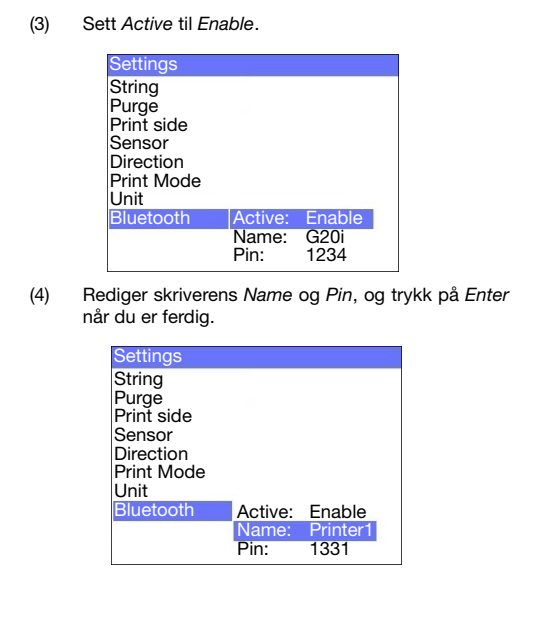 (3) Sett Active til Enable.
Settings
String
Purge
Print side
Sensor
Direction
Print Mode
Unit
Bluetooth Active: Enable
Name: G20i
Pin: 1234
(4) Rediger skriverens Name og Pin, og trykk på Enter
når du er ferdig.
Settings
String
Purge
Print side
Sensor
Direction
Print Mode
Unit
Bluetooth Active: Enable
Name: Printer1
Pin: 1331